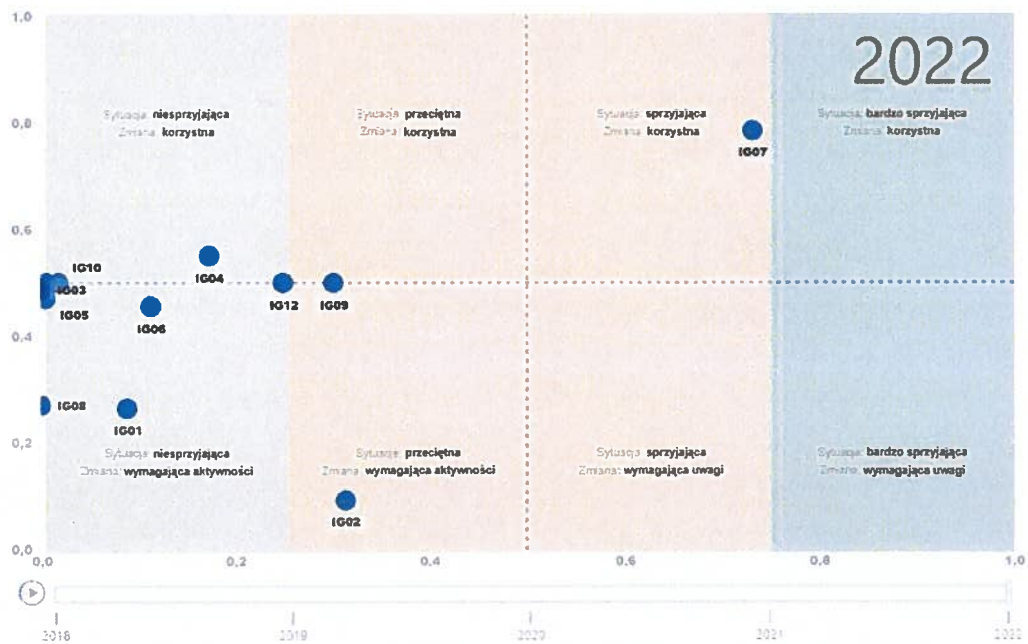 1,0
2022
Sytuacja: niesprzyjająca
Zmiana: korzystna
Sytuacja: przeciętna
Zmiana: korzystna
Sytuacja: sprzyjająca
Zmiana: korzystna
Sytuacja: bardzo sprzyjająca
Zmiana: korzystna
0,8
IG07
0,6
IG10
IG04
IG03
IG12
IG09
IG05
IG06
0,4
IG08
IG01
0,2
Sytuacja: niesprzyjająca
Zmiana: wymagająca aktywności
Sytuacja: przeciętna
Zmiana: wymagająca aktywności
Sytuacja: sprzyjająca
Zmiana: wymagająca uwagi
Sytuacja: bardzo sprzyjająca
Zmiana: wymagająca uwagi
IG02
0,0
0,0 0,2 0,4 0,6 0,8 1,0
2018 2019 2020 2021 2022